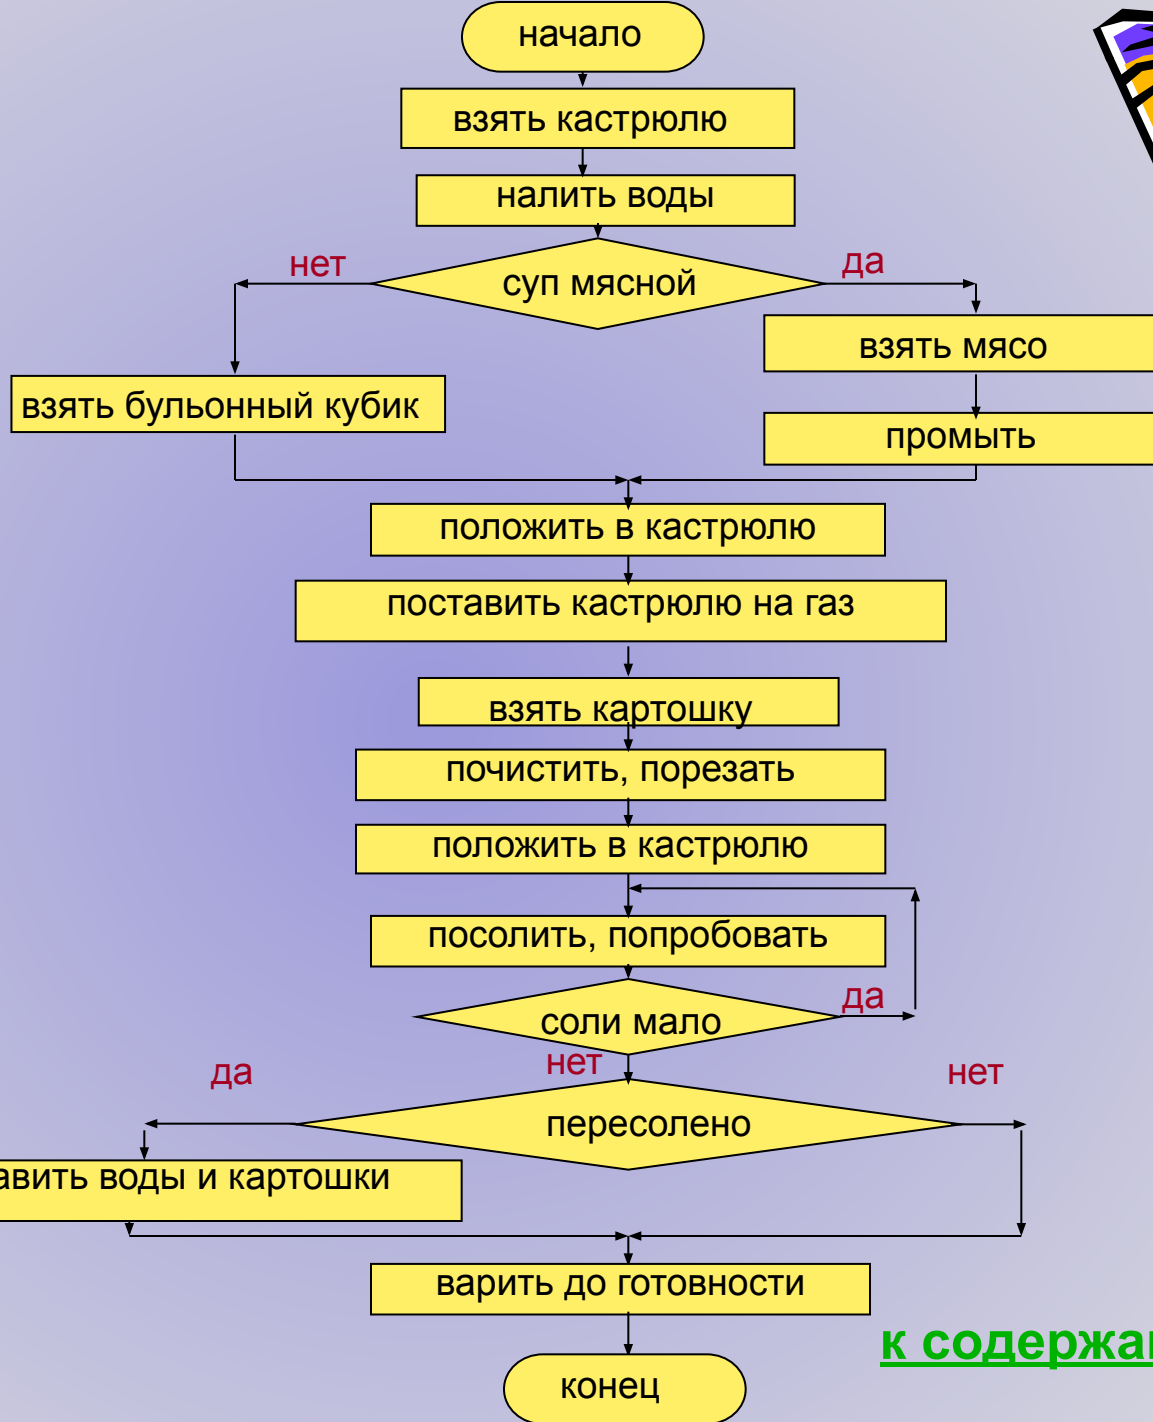 начало
взять кастрюлю
налить воды
нет
суп мясной
да
взять мясо
взять бульонный кубик
промыть
положить в кастрюлю
поставить кастрюлю на газ
взять картошку
почистить, порезать
положить в кастрюлю
посолить, попробовать
соли мало
да
да
нет
нет
пересолено
воды и картошки
варить до готовности
к
конец